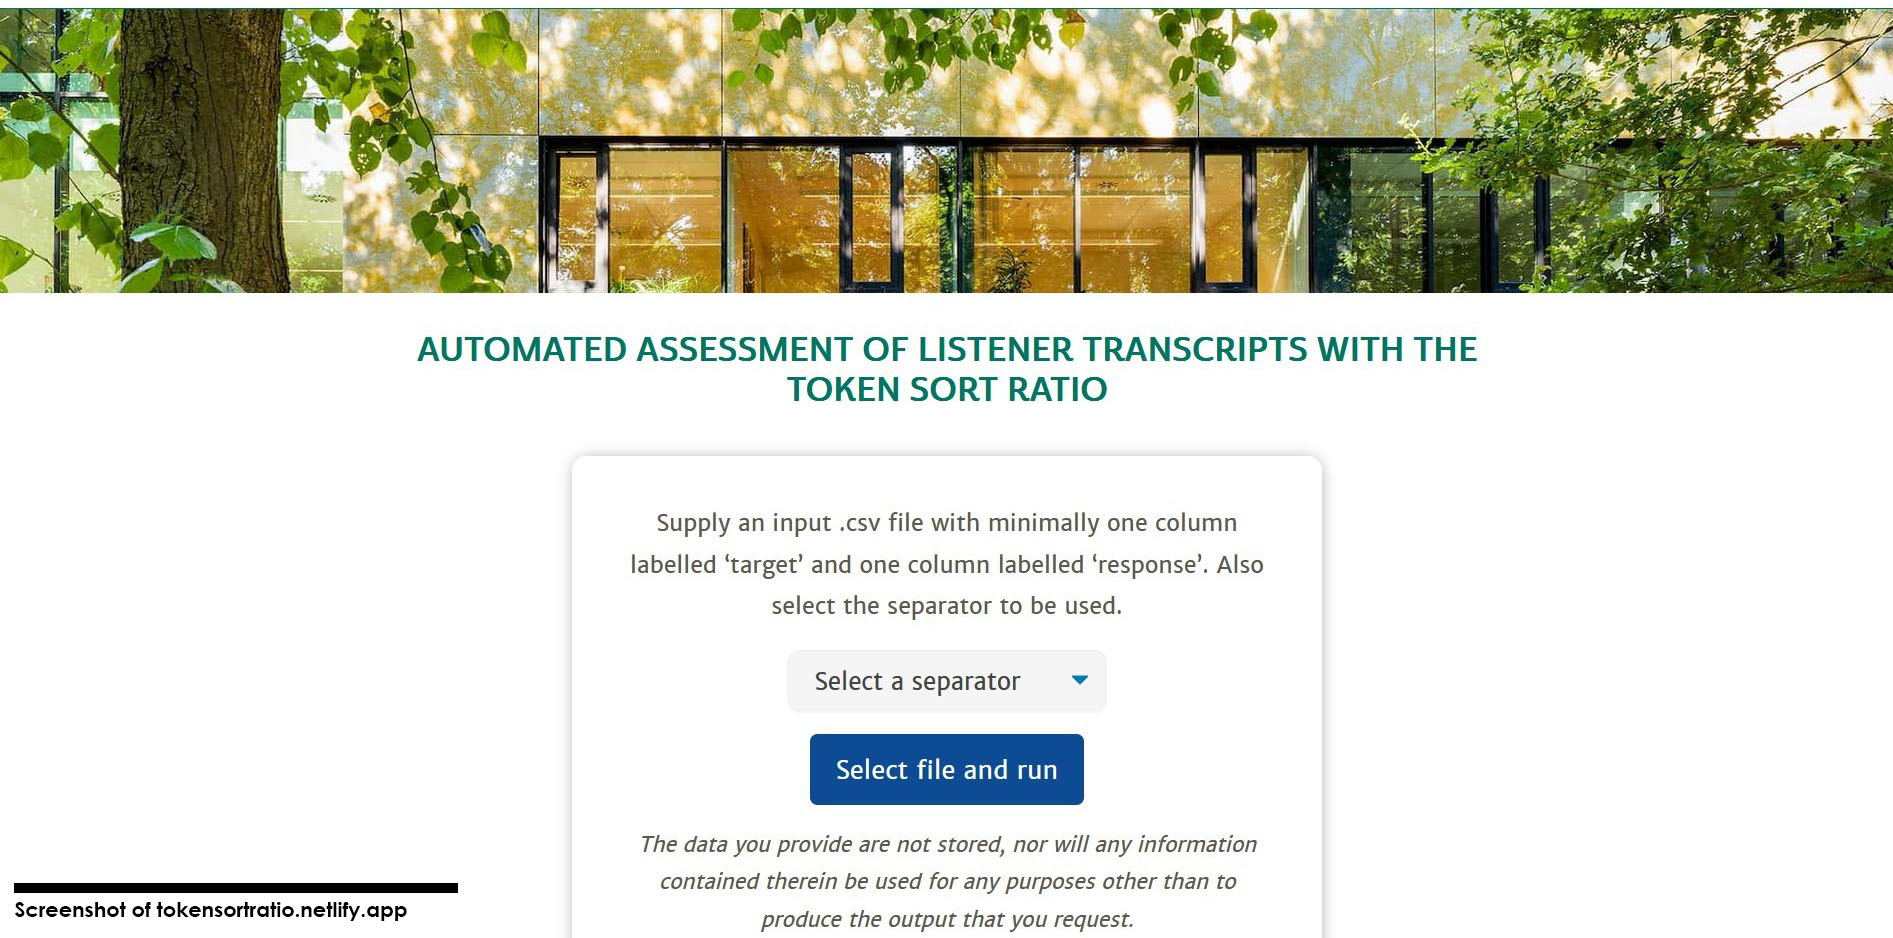 AUTOMATED ASSESSMENT OF LISTENER TRANSCRIPTS WITH THE
TOKEN SORT RATIO
Supply an input .csv file with minimally one column
labelled ‘target’ and one column labelled ‘response’. Also
select the separator to be used.
Select a separator
Select file and run
The data you provide are not stored, nor will any information
contained therein be used for any purposes other than to
produce the output that you request.
Screenshot of tokensortratio.netlify.app